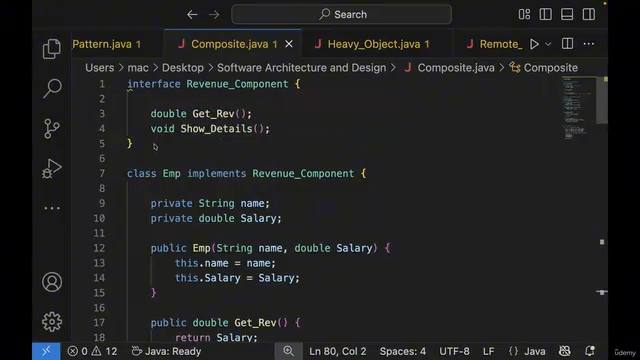 Search
Pattern.java 1
J Composite.java 1
J Heavy_Object.java 1
J Remote_
Users > mac > Desktop > Software Architecture and Design > J Composite.java > Composite
1 interface Revenue_Component {
2
3 double Get_Rev();
4 void Show_Details();
5 }
6
7 class Emp implements Revenue_Component {
8
9 private String name;
10 private double Salary;
11
12 public Emp(String name, double Salary) {
13 this.name = name;
14 this.Salary = Salary;
15 }
16
17 public double Get_Rev() {
18 return Salary;
0 12 Java: Ready Ln 80, Col 2 Spaces: 4 UTF-8 LF {} Java
udemy